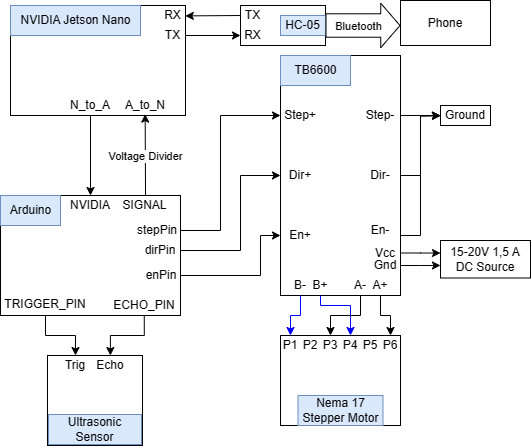 NVIDIA Jetson Nano
RX
TX
N_to_A
A_to_N
TX
RX
HC-05
Bluetooth
Phone
Voltage Divider
TB6600
Step+
Step-
Ground
Dir+
Dir-
En+
En-
Vcc
Gnd
15-20V 1,5 A
DC Source
B-
B+
A-
A+
Arduino
NVIDIA
SIGNAL
stepPin
dirPin
enPin
TRIGGER_PIN
ECHO_PIN
P1
P2
P3
P4
P5
P6
Nema 17
Stepper Motor
Trig
Echo
Ultrasonic
Sensor